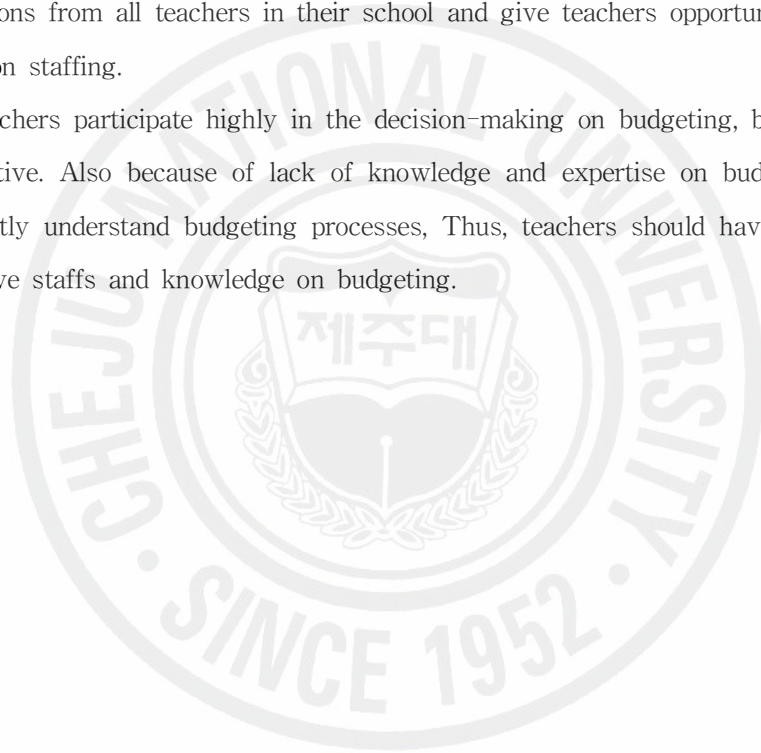 ons from all teachers in their school and give teachers opportun
on staffing.
chers participate highly in the decision-making on budgeting, b
tive. Also because of lack of knowledge and expertise on bud
tly understand budgeting processes, Thus, teachers should hav
ve staffs and knowledge on budgeting.
CHEJU NATIONAL UNIVERSITY
제주대
SINCE 1952